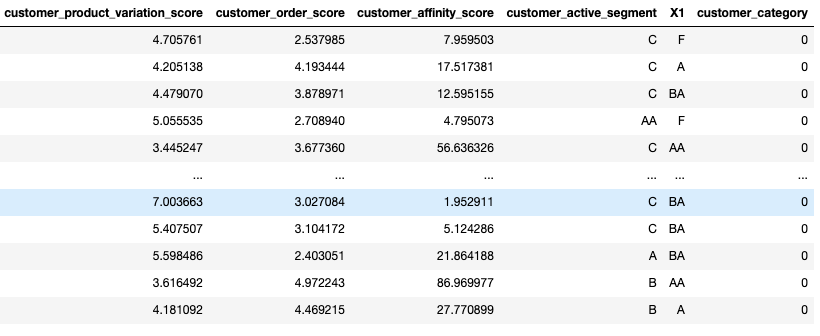 customer_product_variation_score customer_order_score customer_affinity_score customer_active_segment X1 customer_category
4.705761 2.537985 7.959503 C F 0
4.205138 4.193444 17.517381 C A 0
4.479070 3.878971 12.595155 C BA 0
5.055535 2.708940 4.795073 AA F 0
3.445247 3.677360 56.636326 C AA 0
... ... ... ... ... ...
7.003663 3.027084 1.952911 C BA 0
5.407507 3.104172 5.124286 C BA 0
5.598486 2.403051 21.864188 A BA 0
3.616492 4.972243 86.969977 B AA 0
4.181092 4.469215 27.770899 B A 0